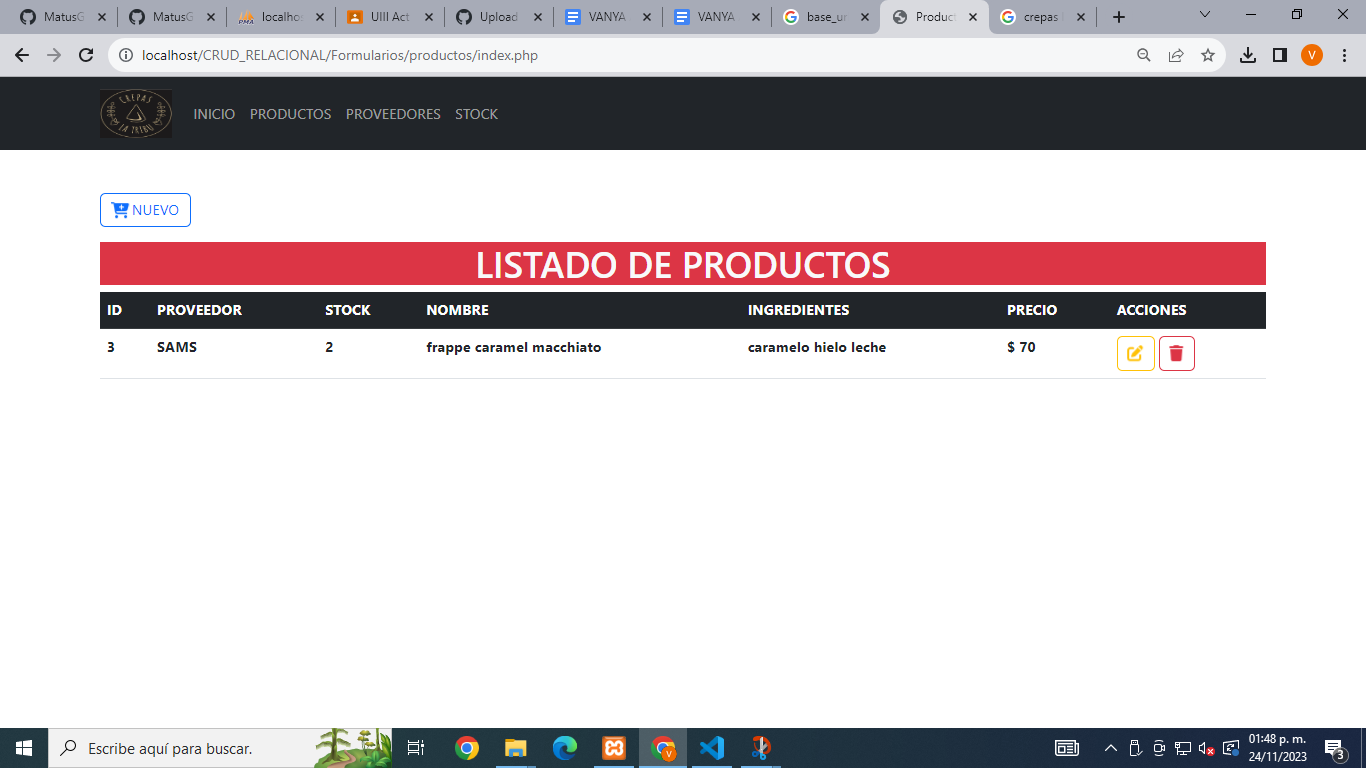 MatusG
MatusG
localhos
UIII Act
Upload
VANYA
VANYA
base_ur
Product
crepas
localhost/CRUD_RELACIONAL/Formularios/productos/index.php
V
CREPAS
LA TRIBU
INICIO PRODUCTOS PROVEEDORES STOCK
NUEVO
LISTADO DE PRODUCTOS
ID PROVEEDOR STOCK NOMBRE INGREDIENTES PRECIO ACCIONES
3 SAMS 2 frappe caramel macchiato caramelo hielo leche $ 70
Escribe aquí para buscar.
V
01:48 p. m.
24/11/2023
3